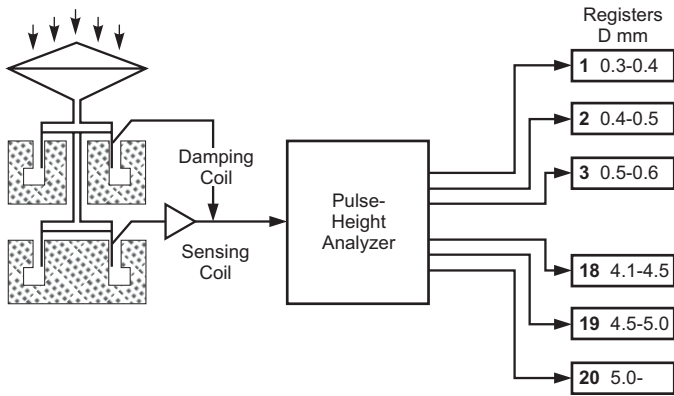 Registers
D mm
1 0.3-0.4
2 0.4-0.5
3 0.5-0.6
Damping
Coil
Pulse-
Height
Analyzer
Sensing
Coil
18 4.1-4.5
19 4.5-5.0
20 5.0-